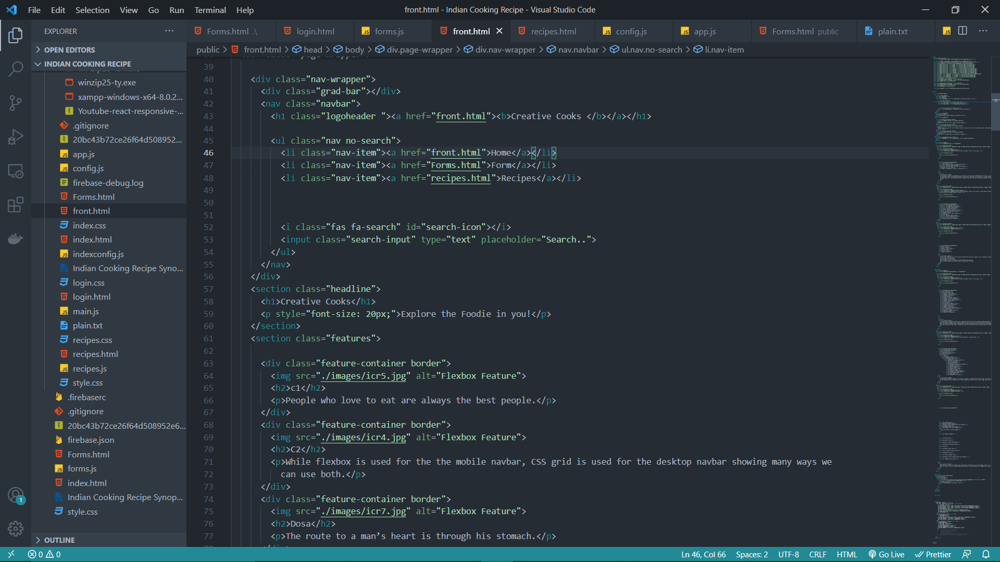 File Edit Selection View Go Run Terminal Help
front.html - Indian Cooking Recipe - Visual Studio Code
EXPLORER
Forms.html .\
login.html
forms.js
front.html
recipes.html
config.js
app.js
Forms.html public
plain.txt
public > front.html > head > body > div.page-wrapper > div.nav-wrapper > nav.navbar > ul.nav.no-search > li.nav-item
OPEN EDITORS
INDIAN COOKING RECIPE
winzip25-ty.exe
xampp-windows-x64-8.0.2...
Youtube-react-responsive-...
.gitignore
20bc43b72ce26f64d508952...
app.js
config.js
firebase-debug.log
Forms.html
front.html
index.css
index.html
indexconfig.js
Indian Cooking Recipe Syno...
login.css
login.html
main.js
plain.txt
recipes.css
recipes.html
recipes.js
style.css
.firebaserc
.gitignore
20bc43b72ce26f64d508952e6...
firebase.json
Forms.html
forms.js
index.html
Indian Cooking Recipe Synop...
style.css
OUTLINE
39
40 <div class="nav-wrapper">
41 <div class="grad-bar"></div>
42 <nav class="navbar">
43 <h1 class="logoheader "><a href="front.html"><b>Creative Cooks </b></a></h1>
44
45 <ul class="nav no-search">
46 <li class="nav-item"><a href="front.html">Home</a></li>
47 <li class="nav-item"><a href="Forms.html">Form</a></li>
48 <li class="nav-item"><a href="recipes.html">Recipes</a></li>
49
50
51
52 <i class="fas fa-search" id="search-icon"></i>
53 <input class="search-input" type="text" placeholder="Search..">
54 </ul>
55 </nav>
56 </div>
57 <section class="headline">
58 <h1>Creative Cooks</h1>
59 <p style="font-size: 20px;">Explore the Foodie in you!</p>
60 </section>
61 <section class="features">
62
63 <div class="feature-container border">
64 <img src="./images/icr5.jpg" alt="Flexbox Feature">
65 <h2>c1</h2>
66 <p>People who love to eat are always the best people.</p>
67 </div>
68 <div class="feature-container border">
69 <img src="./images/icr4.jpg" alt="Flexbox Feature">
70 <h2>C2</h2>
71 <p>While flexbox is used for the the mobile navbar, CSS grid is used for the desktop navbar showing many ways we
72 can use both.</p>
73 </div>
74 <div class="feature-container border">
75 <img src="./images/icr7.jpg" alt="Flexbox Feature">
76 <h2>Dosa</h2>
77 <p>The route to a man’s heart is through his stomach.</p>
1
0 0
Ln 46, Col 66 Spaces: 2 UTF-8 CRLF HTML Go Live Prettier